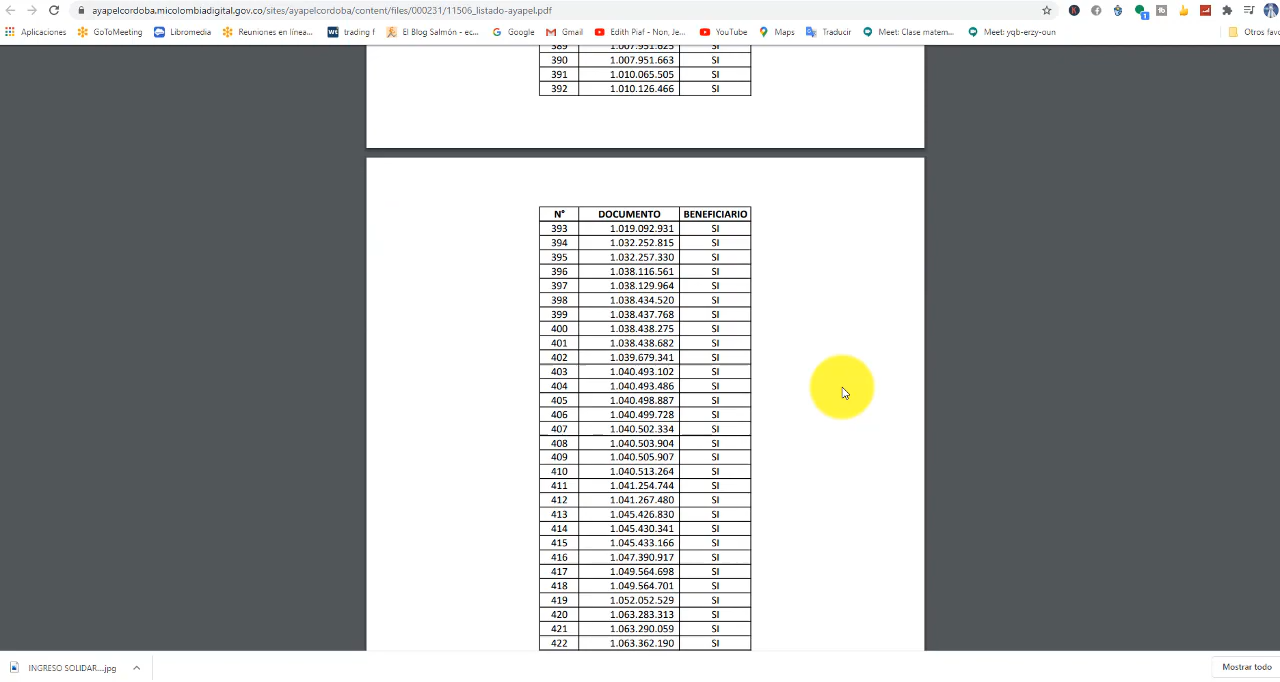 ayapelcordoba.micolombiadigital.gov.co/sites/ayapelcordoba/content/files/000231/11506_listado-ayapel.pdf
Aplicaciones GoToMeeting Libromedia Reuniones en línea... trading f El Blog Salmón - ec... Google Gmail Edith Piaf - Non, Je... YouTube Maps Traducir Meet: Clase matem... Meet: yqb-erzy-oun Otros favo
389 1.007.951.625 SI
390 1.007.951.663 SI
391 1.010.065.505 SI
392 1.010.126.466 SI
N° DOCUMENTO BENEFICIARIO
393 1.019.092.931 SI
394 1.032.252.815 SI
395 1.032.257.330 SI
396 1.038.116.561 SI
397 1.038.129.964 SI
398 1.038.434.520 SI
399 1.038.437.768 SI
400 1.038.438.275 SI
401 1.038.438.682 SI
402 1.039.679.341 SI
403 1.040.493.102 SI
404 1.040.493.486 SI
405 1.040.498.887 SI
406 1.040.499.728 SI
407 1.040.502.334 SI
408 1.040.503.904 SI
409 1.040.505.907 SI
410 1.040.513.264 SI
411 1.041.254.744 SI
412 1.041.267.480 SI
413 1.045.426.830 SI
414 1.045.430.341 SI
415 1.045.433.166 SI
416 1.047.390.917 SI
417 1.049.564.698 SI
418 1.049.564.701 SI
419 1.052.052.529 SI
420 1.063.283.313 SI
421 1.063.290.059 SI
422 1.063.362.190 SI
INGRESO SOLIDAR....jpg Mostrar todo